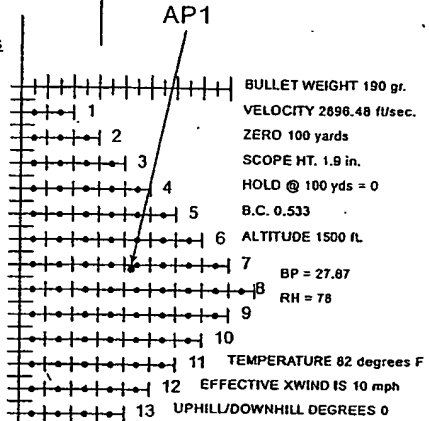 AP1
BULLET WEIGHT 190 gr.
1 VELOCITY 2696.48 ft/sec.
2 ZERO 100 yards
3 SCOPE HT. 1.9 in.
4 HOLD @ 100 yds = 0
5 B.C. 0.533
6 ALTITUDE 1500 ft.
7
BP = 27.87
8
RH = 78
9
10
11 TEMPERATURE 82 degrees F
12 EFFECTIVE XWIND IS 10 mph
13 UPHILL/DOWNHILL DEGREES 0